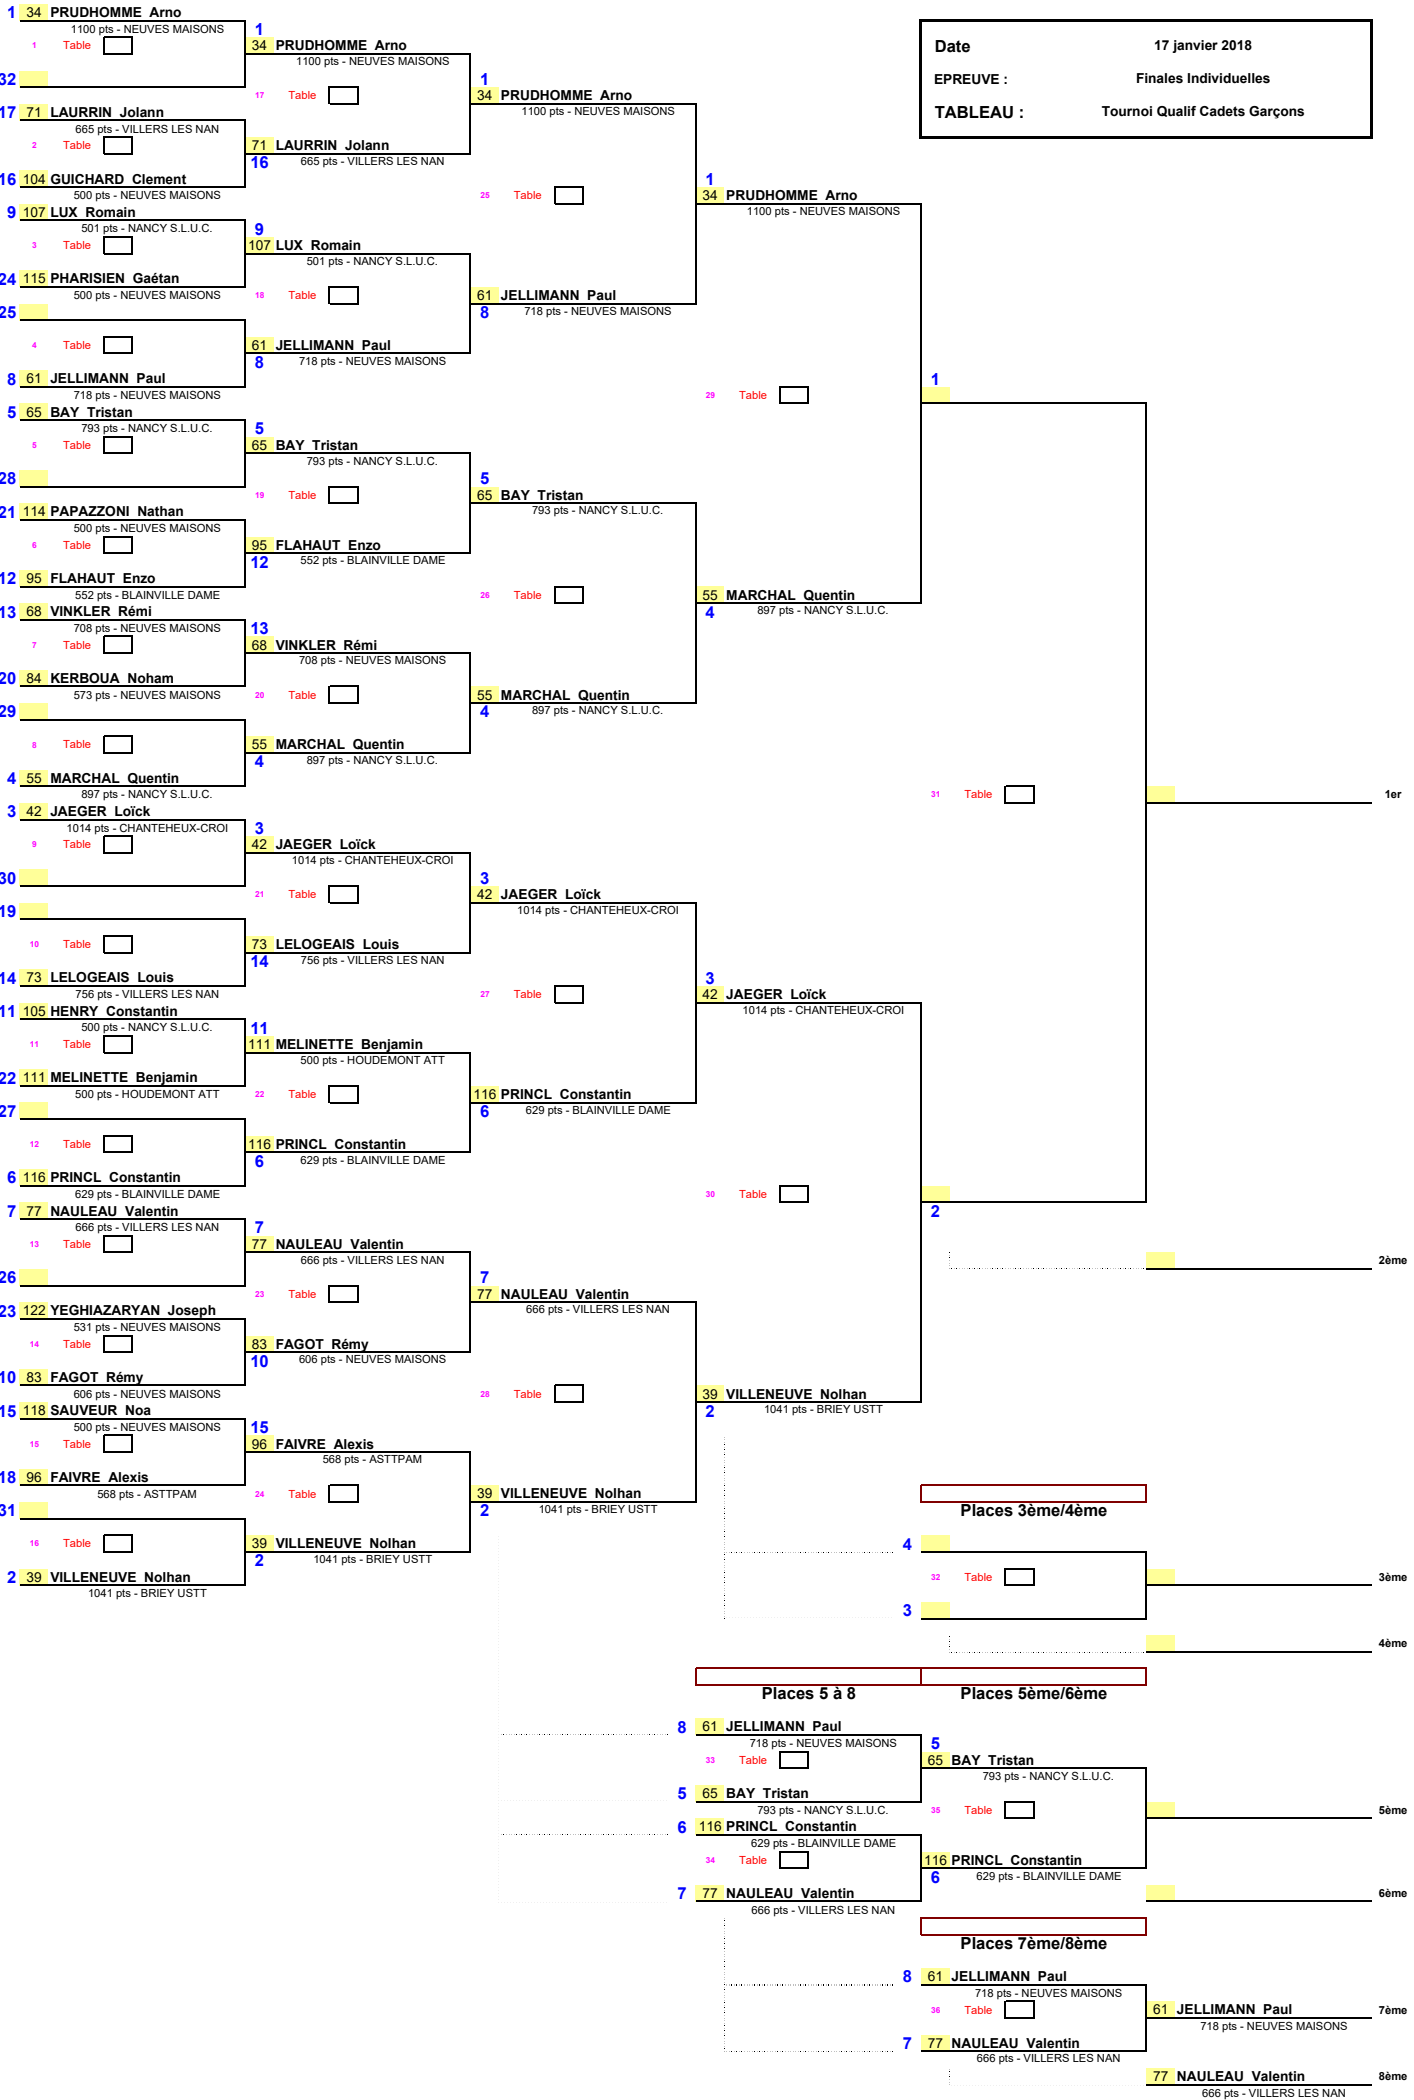 Date 17 janvier 2018
EPREUVE : Finales Individuelles
TABLEAU : Tournoi Qualif Cadets Garçons
1 34 PRUDHOMME Arno
1100 pts - NEUVES MAISONS
1 Table
32
17 71 LAURRIN Jolann
665 pts - VILLERS LES NAN
2 Table
16 104 GUICHARD Clement
500 pts - NEUVES MAISONS
9 107 LUX Romain
501 pts - NANCY S.L.U.C.
3 Table
24 115 PHARISIEN Gaétan
500 pts - NEUVES MAISONS
25
4 Table
8 61 JELLIMANN Paul
718 pts - NEUVES MAISONS
5 65 BAY Tristan
793 pts - NANCY S.L.U.C.
5 Table
28
21 114 PAPAZZONI Nathan
500 pts - NEUVES MAISONS
6 Table
12 95 FLAHAUT Enzo
552 pts - BLAINVILLE DAME
13 68 VINKLER Rémi
708 pts - NEUVES MAISONS
7 Table
20 84 KERBOUA Noham
573 pts - NEUVES MAISONS
29
8 Table
4 55 MARCHAL Quentin
897 pts - NANCY S.L.U.C.
3 42 JAEGER Loïck
1014 pts - CHANTEHEUX-CROI
9 Table
30
19
10 Table
14 73 LELOGEAIS Louis
756 pts - VILLERS LES NAN
11 105 HENRY Constantin
500 pts - NANCY S.L.U.C.
11 Table
22 111 MELINETTE Benjamin
500 pts - HOUDEMONT ATT
27
12 Table
6 116 PRINCL Constantin
629 pts - BLAINVILLE DAME
7 77 NAULEAU Valentin
666 pts - VILLERS LES NAN
13 Table
26
23 122 YEGHIAZARYAN Joseph
531 pts - NEUVES MAISONS
14 Table
10 83 FAGOT Rémy
606 pts - NEUVES MAISONS
15 118 SAUVEUR Noa
500 pts - NEUVES MAISONS
15 Table
18 96 FAIVRE Alexis
568 pts - ASTTPAM
31
16 Table
2 39 VILLENEUVE Nolhan
1041 pts - BRIEY USTT
1
34 PRUDHOMME Arno
1100 pts - NEUVES MAISONS
17 Table
71 LAURRIN Jolann
16 665 pts - VILLERS LES NAN
9
107 LUX Romain
501 pts - NANCY S.L.U.C.
18 Table
61 JELLIMANN Paul
8 718 pts - NEUVES MAISONS
5
65 BAY Tristan
793 pts - NANCY S.L.U.C.
19 Table
95 FLAHAUT Enzo
12 552 pts - BLAINVILLE DAME
13
68 VINKLER Rémi
708 pts - NEUVES MAISONS
20 Table
55 MARCHAL Quentin
4 897 pts - NANCY S.L.U.C.
3
42 JAEGER Loïck
1014 pts - CHANTEHEUX-CROI
21 Table
73 LELOGEAIS Louis
14 756 pts - VILLERS LES NAN
11
111 MELINETTE Benjamin
500 pts - HOUDEMONT ATT
22 Table
116 PRINCL Constantin
6 629 pts - BLAINVILLE DAME
7
77 NAULEAU Valentin
666 pts - VILLERS LES NAN
23 Table
83 FAGOT Rémy
10 606 pts - NEUVES MAISONS
15
96 FAIVRE Alexis
568 pts - ASTTPAM
24 Table
39 VILLENEUVE Nolhan
2 1041 pts - BRIEY USTT
1
34 PRUDHOMME Arno
1100 pts - NEUVES MAISONS
25 Table
61 JELLIMANN Paul
8 718 pts - NEUVES MAISONS
5
65 BAY Tristan
793 pts - NANCY S.L.U.C.
26 Table
55 MARCHAL Quentin
4 897 pts - NANCY S.L.U.C.
3
42 JAEGER Loïck
1014 pts - CHANTEHEUX-CROI
27 Table
116 PRINCL Constantin
6 629 pts - BLAINVILLE DAME
7
77 NAULEAU Valentin
666 pts - VILLERS LES NAN
28 Table
39 VILLENEUVE Nolhan
2 1041 pts - BRIEY USTT
1
34 PRUDHOMME Arno
1100 pts - NEUVES MAISONS
29 Table
55 MARCHAL Quentin
4 897 pts - NANCY S.L.U.C.
3
42 JAEGER Loïck
1014 pts - CHANTEHEUX-CROI
30 Table
39 VILLENEUVE Nolhan
2 1041 pts - BRIEY USTT
1
31 Table
1er
2
2ème
Places 3ème/4ème
4
32 Table
3ème
3
4ème
Places 5 à 8
8 61 JELLIMANN Paul
718 pts - NEUVES MAISONS
33 Table
5 65 BAY Tristan
793 pts - NANCY S.L.U.C.
6 116 PRINCL Constantin
629 pts - BLAINVILLE DAME
34 Table
7 77 NAULEAU Valentin
666 pts - VILLERS LES NAN
Places 5ème/6ème
5
65 BAY Tristan
793 pts - NANCY S.L.U.C.
35 Table
5ème
116 PRINCL Constantin
6 629 pts - BLAINVILLE DAME
6ème
Places 7ème/8ème
8 61 JELLIMANN Paul
718 pts - NEUVES MAISONS
36 Table
7 77 NAULEAU Valentin
666 pts - VILLERS LES NAN
61 JELLIMANN Paul 7ème
718 pts - NEUVES MAISONS
77 NAULEAU Valentin 8ème
666 pts - VILLERS LES NAN